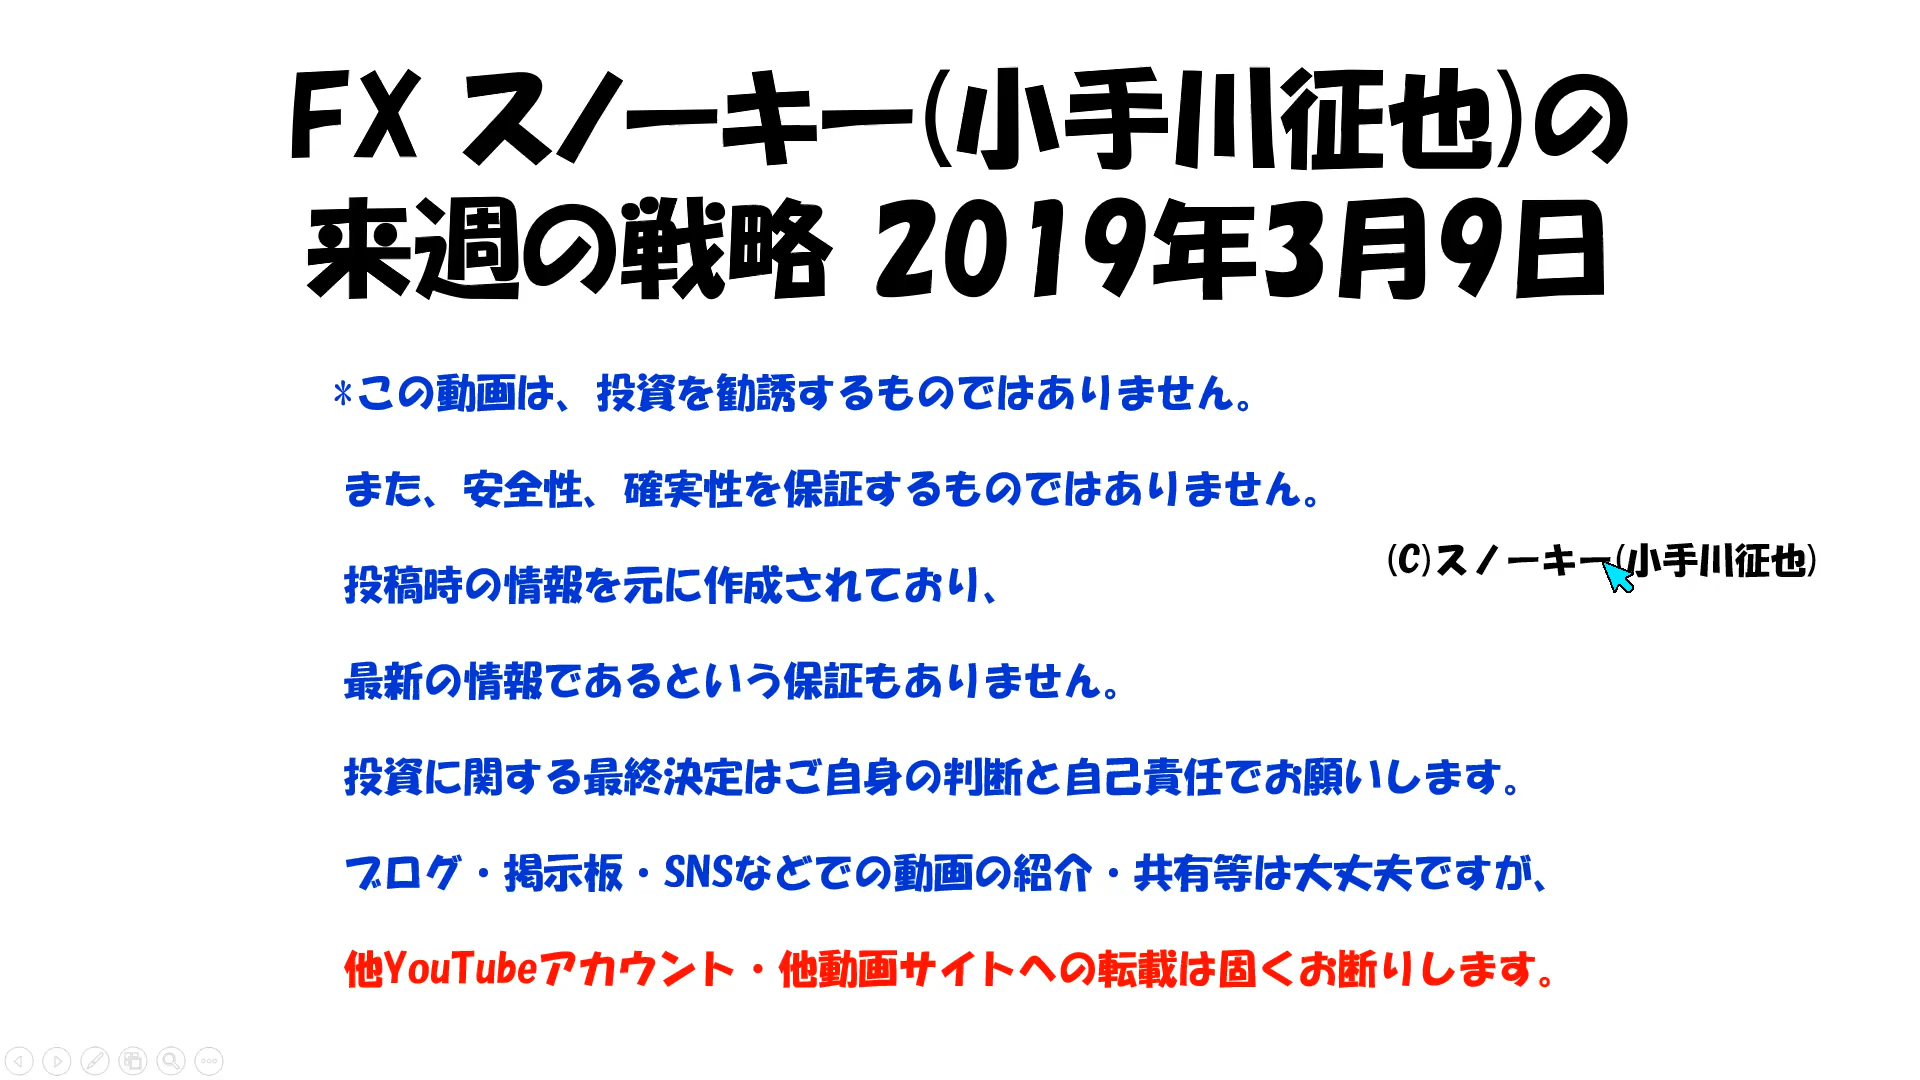 FX スノーキー(小手川征也)の
来週の戦略 2019年3月9日
*この動画は、投資を勧誘するものではありません。
また、安全性、確実性を保証するものではありません。
(C)スノーキー(小手川征也)
投稿時の情報を元に作成されており、
最新の情報であるという保証もありません。
投資に関する最終決定はご自身の判断と自己責任でお願いします。
ブログ・掲示板・SNSなどでの動画の紹介・共有等は大丈夫ですが、
他YouTubeアカウント・他動画サイトへの転載は固くお断りします。